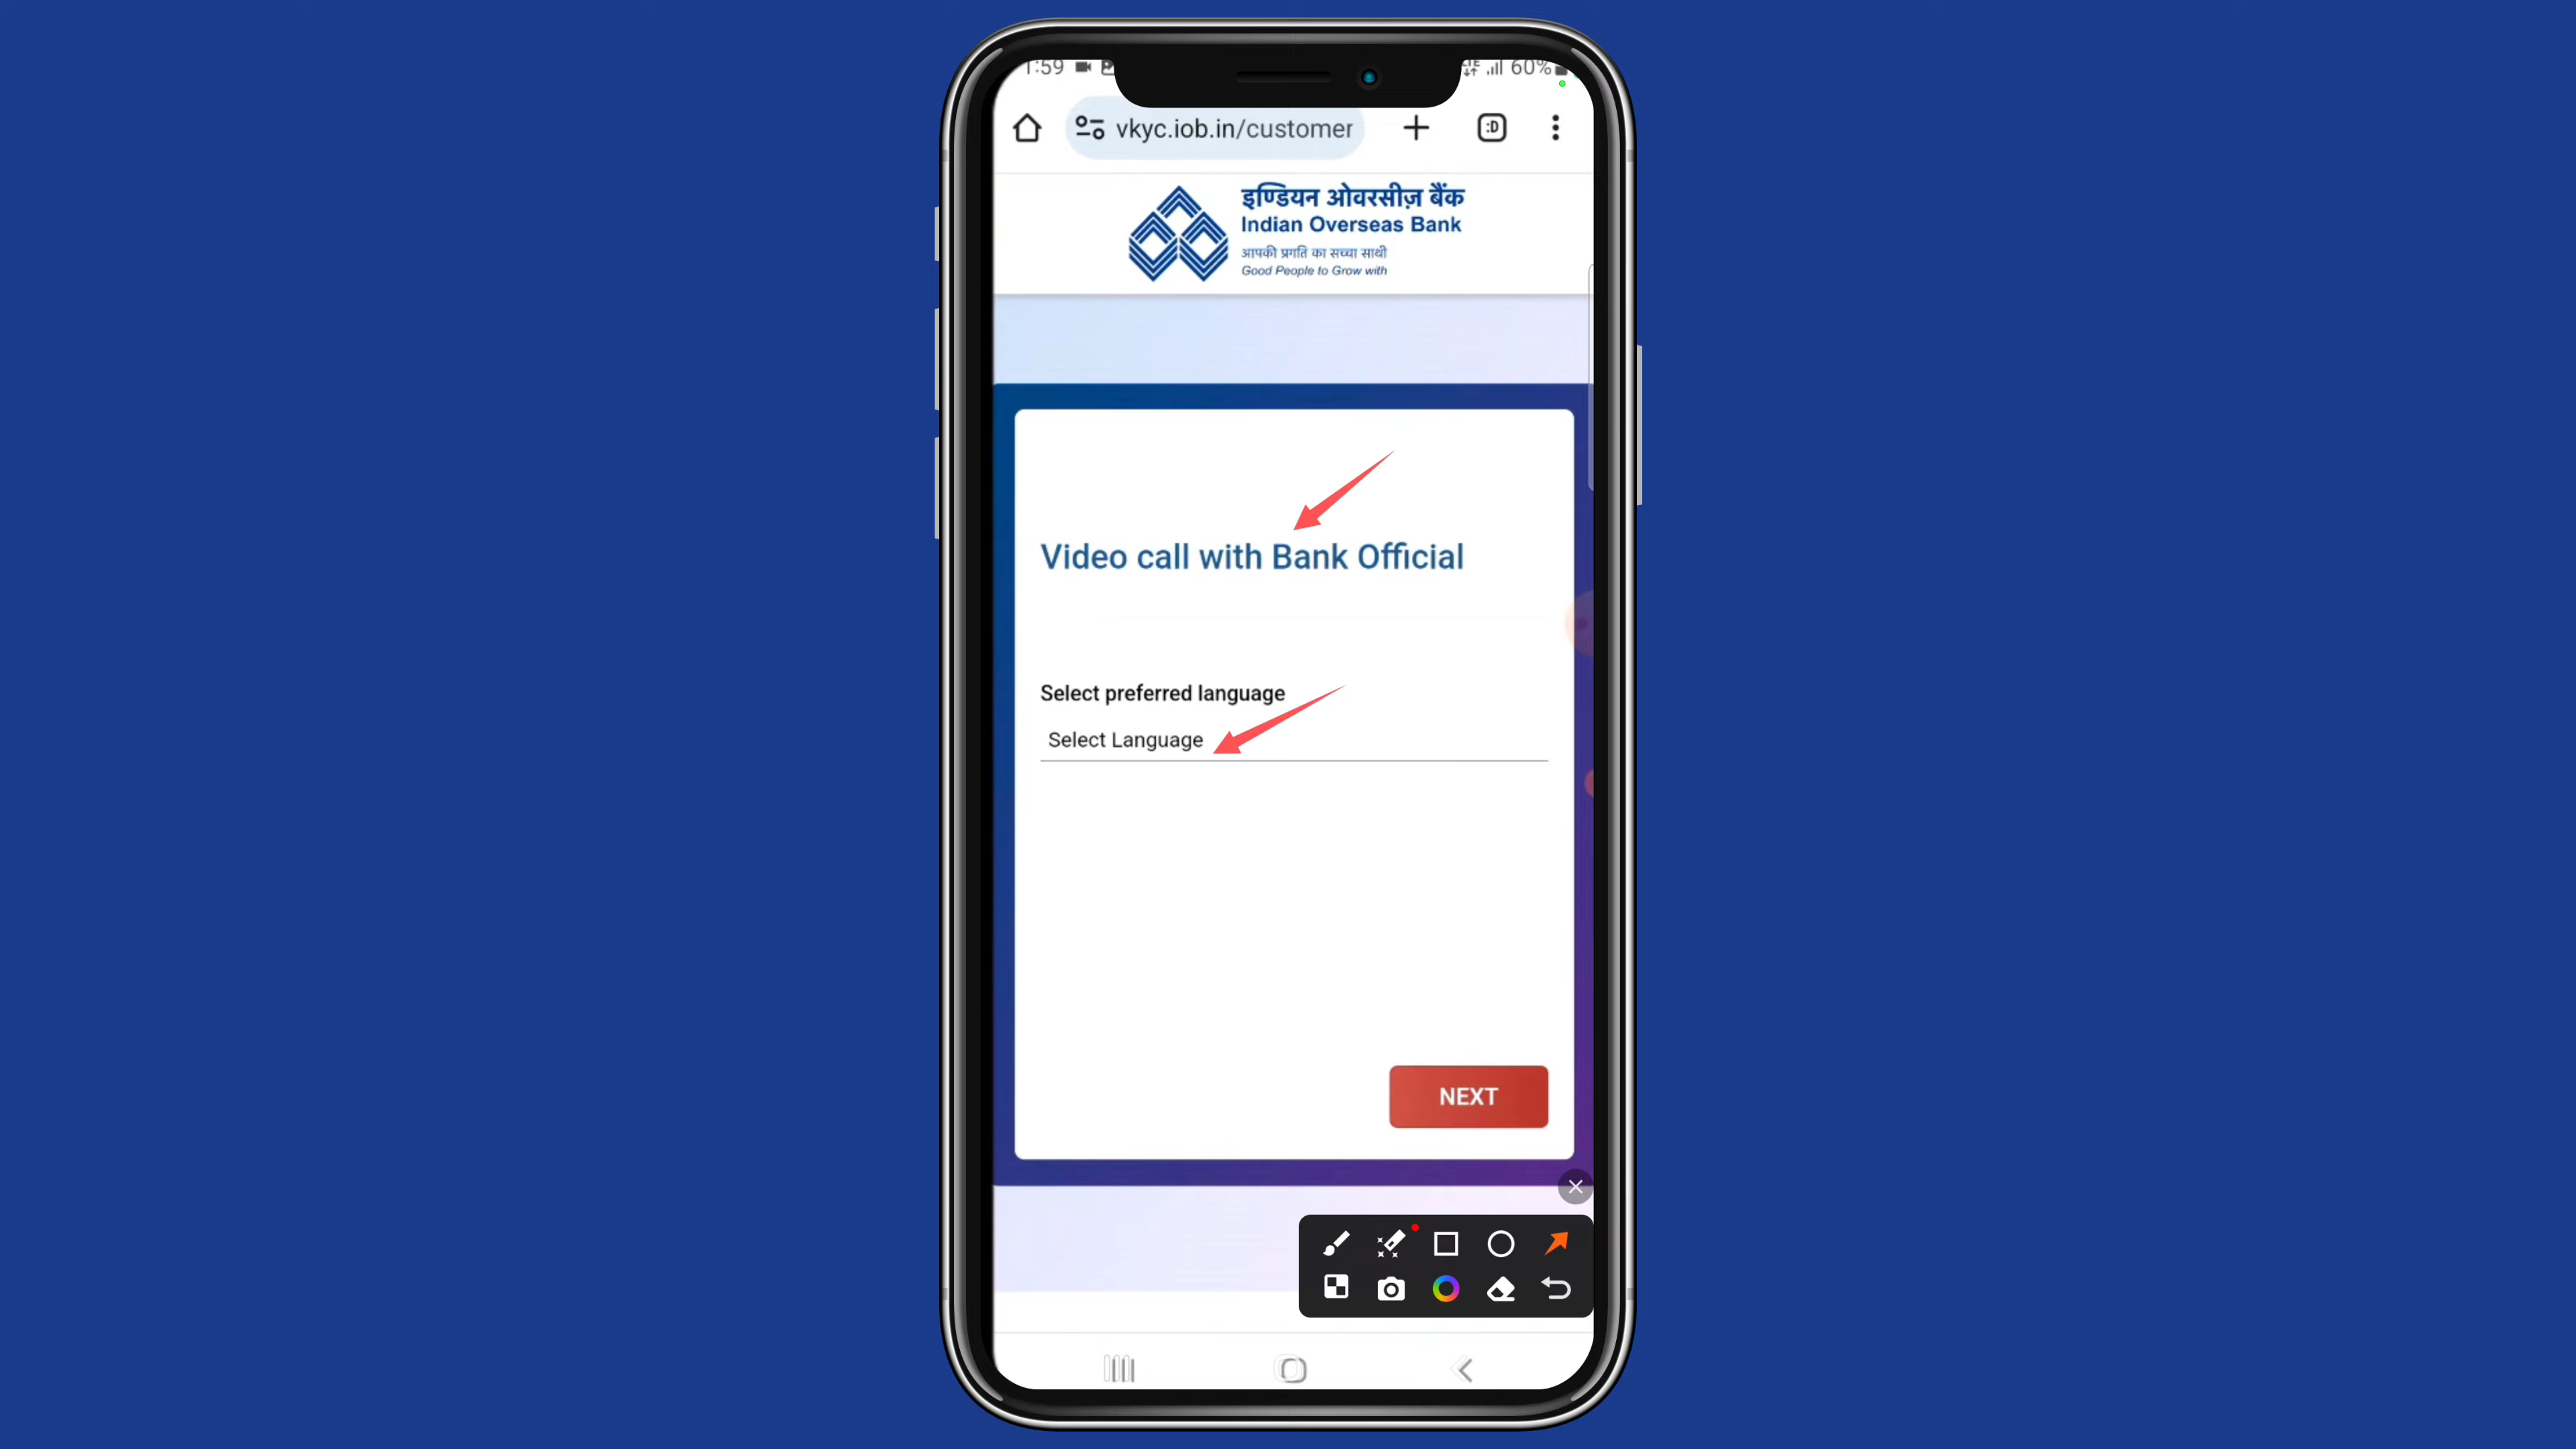 1:59
60%
vkyc.iob.in/customer
:D
इण्डियन ओवरसीज़ बैंक
Indian Overseas Bank
आपकी प्रगति का सच्चा साथी
Good People to Grow with
Video call with Bank Official
Select preferred language
Select Language
NEXT